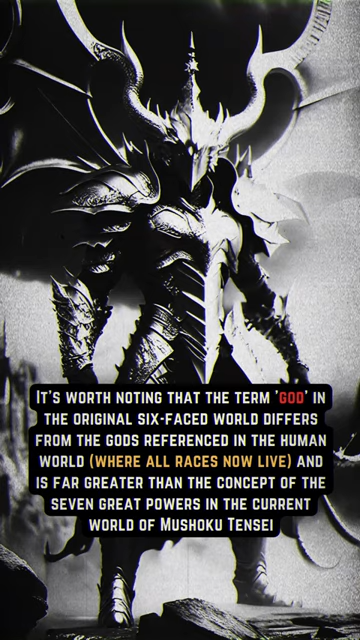 It's worth noting that the term 'god' in
the original six-faced world differs
from the gods referenced in the human
world (where all races now live) and
is far greater than the concept of the
seven great powers in the current
world of Mushoku Tensei